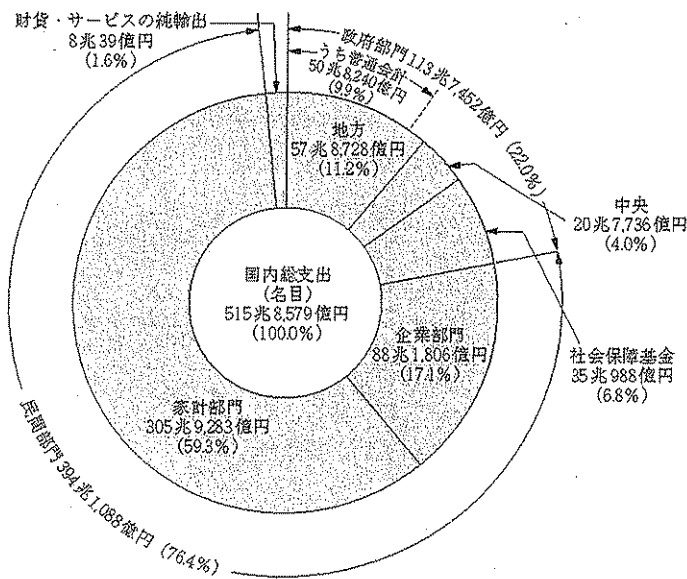 財貨・サービスの純輸出
8兆39億円
(1.6%)
政府部門113兆7,452億円 (22.0%)
うち普通会計
50兆8,240億円
(9.9%)
地方
57兆8,728億円
(11.2%)
中央
20兆7,736億円
(4.0%)
国内総支出
(名目)
515兆8,579億円
(100.0%)
企業部門
88兆1,806億円
(17.1%)
社会保障基金
35兆988億円
(6.8%)
家計部門
305兆9,283億円
(59.3%)
民間部門394兆1,088億円 (76.4%)